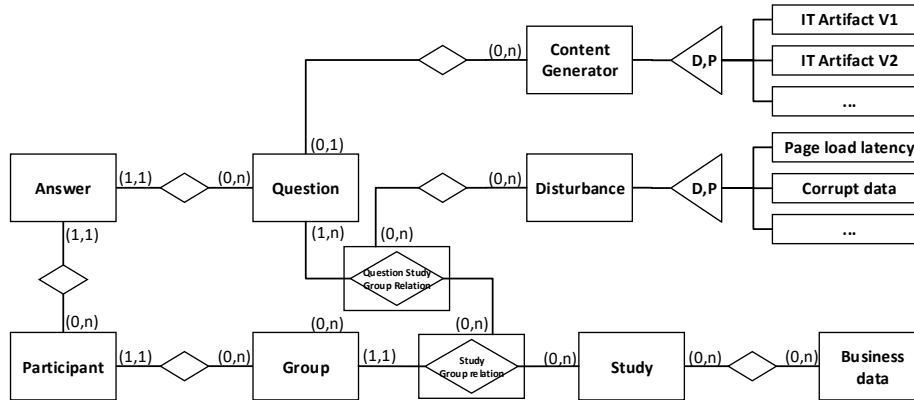 IT Artifact V1
(0,n)
Content
Generator
D,P
IT Artifact V2
...
(0,1)
Page load latency
Answer
(1,1)
(0,n)
Question
(0,n)
Disturbance
D,P
Corrupt data
...
(1,1)
(1,n)
(0,n)
Question Study
Group Relation
(0,n)
(0,n)
(0,n)
Participant
(1,1)
(0,n)
Group
(1,1)
Study
Group relation
(0,n)
Study
(0,n)
(0,n)
Business
data